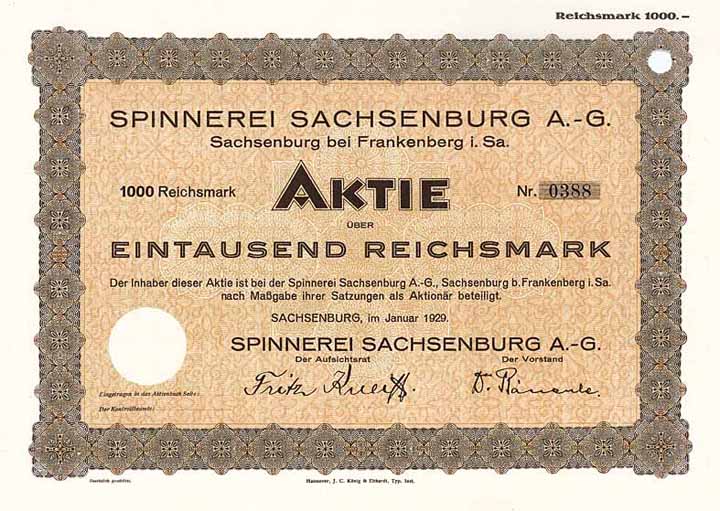 Reichsmark 1000.–
SPINNEREI SACHSENBURG A.-G.
Sachsenburg bei Frankenberg i. Sa.
1000 Reichsmark AKTIE Nr. 0388
ÜBER
EINTAUSEND REICHSMARK
Der Inhaber dieser Aktie ist bei der Spinnerei Sachsenburg A.-G., Sachsenburg b. Frankenberg i. Sa.
nach Maßgabe ihrer Satzungen als Aktionär beteiligt.
SACHSENBURG, im Januar 1929.
SPINNEREI SACHSENBURG A.-G.
Der Aufsichtsrat Der Vorstand
Fritz
Eingetragen in das Aktienbuch Seite:
Der Kontrollbeamte:
Gesetzlich geschützt.
Hannover, J. C. König & Ebhardt, Typ. Inst.